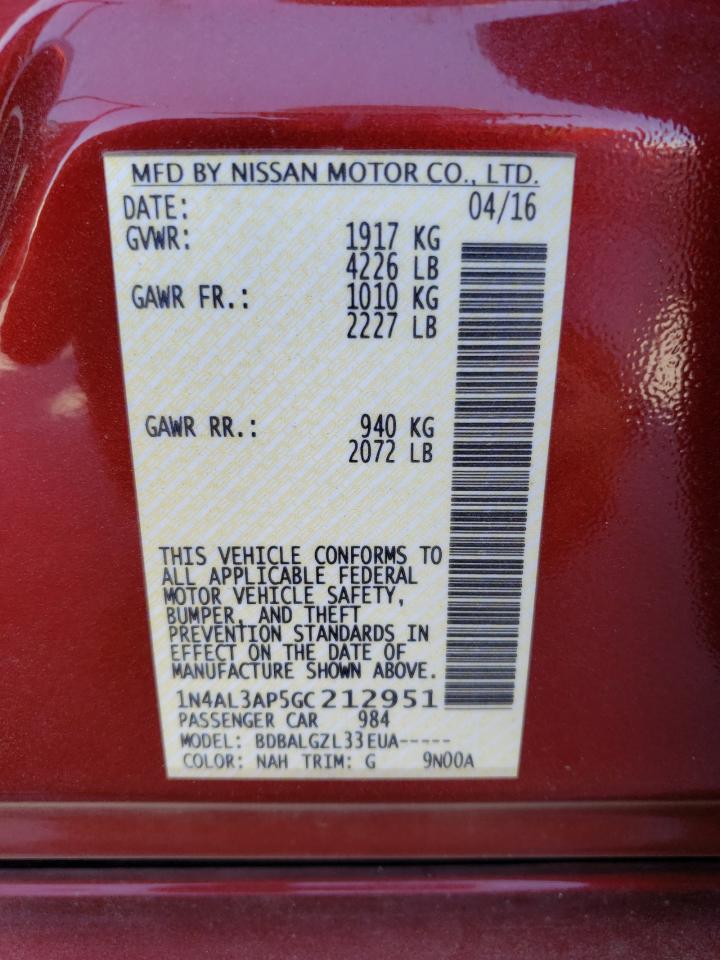 MFD BY NISSAN MOTOR CO., LTD.
DATE: 04/16
GVWR: 1917 KG
4226 LB
GAWR FR.: 1010 KG
2227 LB
GAWR RR.: 940 KG
2072 LB
THIS VEHICLE CONFORMS TO
ALL APPLICABLE FEDERAL
MOTOR VEHICLE SAFETY,
BUMPER, AND THEFT
PREVENTION STANDARDS IN
EFFECT ON THE DATE OF
MANUFACTURE SHOWN ABOVE.
1N4AL3AP5GC212951
PASSENGER CAR 984
MODEL: BDBALGZL33EUA-----
COLOR: NAH TRIM: G 9N00A